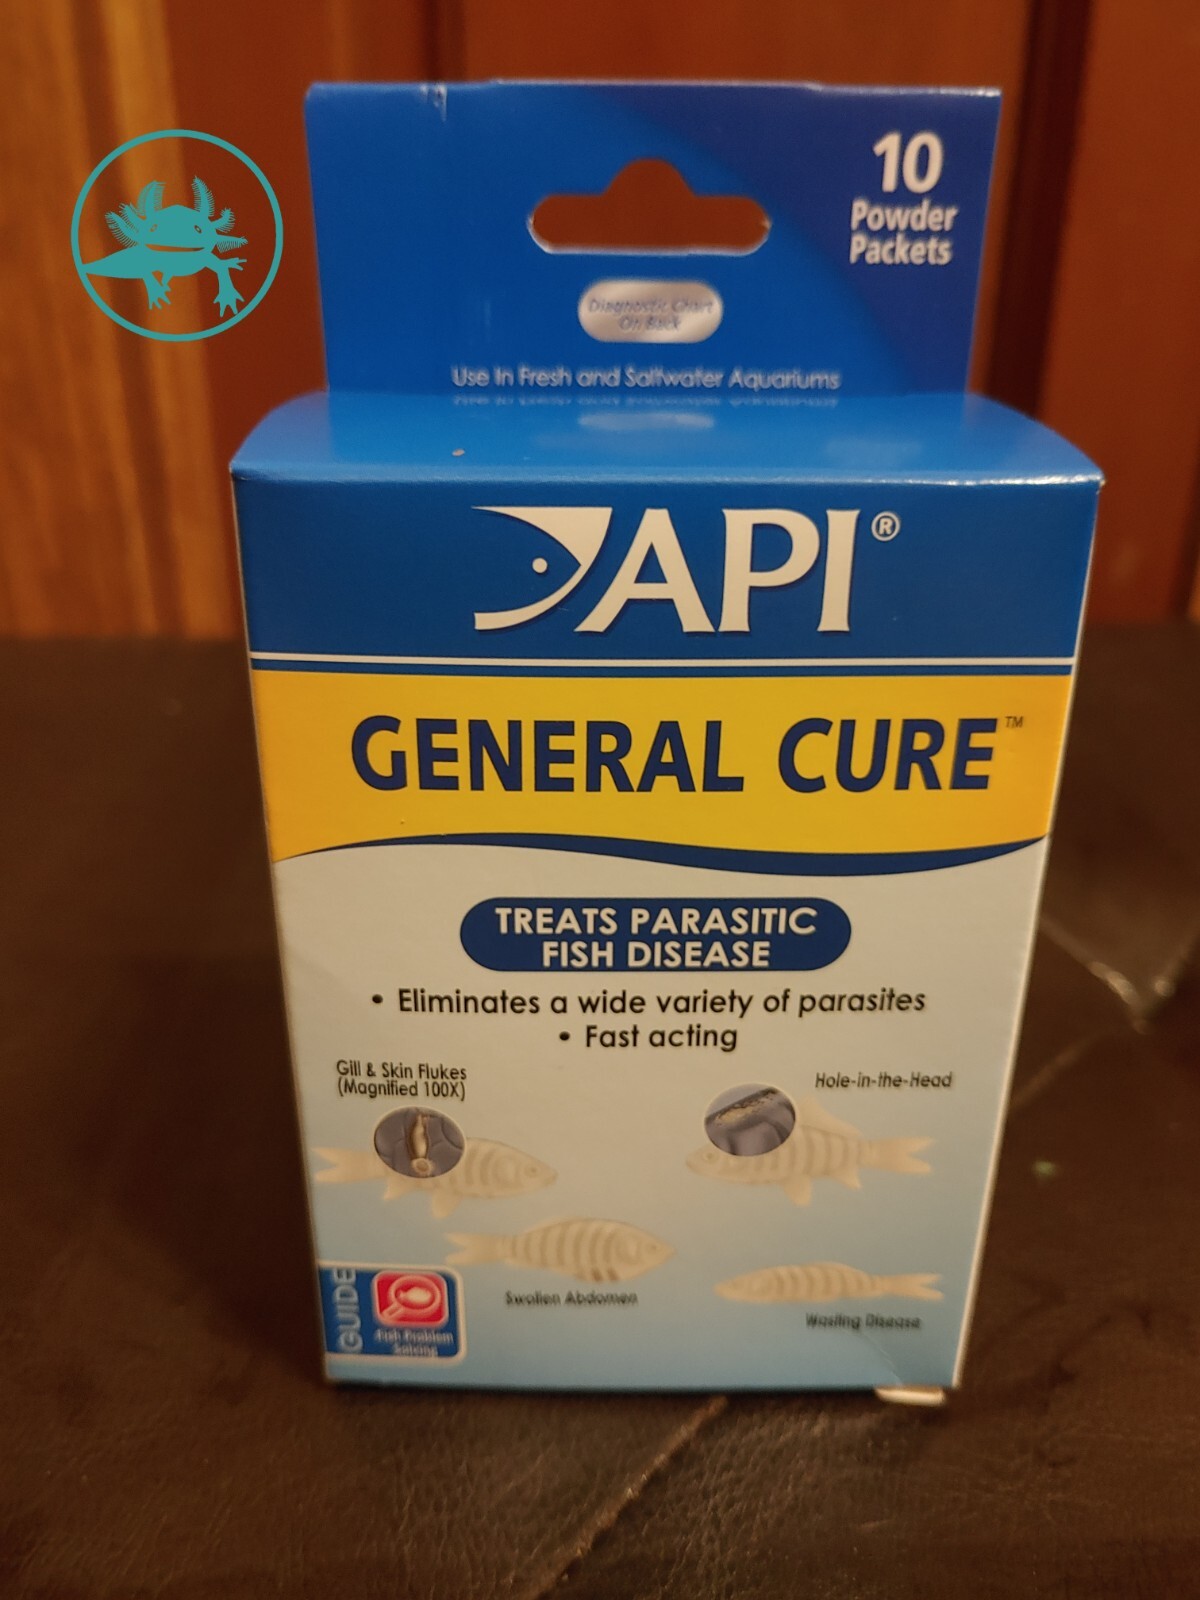 10
Powder
Packets
Diagnostic Chart
On Back
Use In Fresh and Saltwater Aquariums
API®
GENERAL CURE™
TREATS PARASITIC
FISH DISEASE
• Eliminates a wide variety of parasites
• Fast acting
Gill & Skin Flukes
(Magnified 100X)
Hole-in-the-Head
Swollen Abdomen
Wasting Disease
GUIDE
Fish Problem
Solving